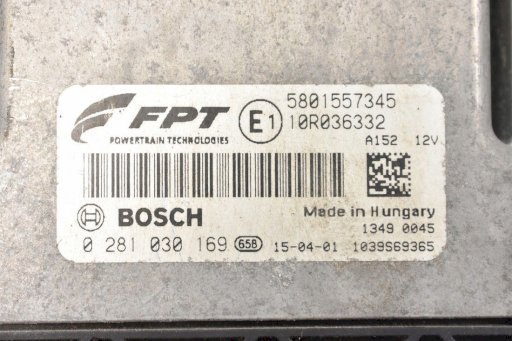 FPT
POWERTRAIN TECHNOLOGIES
E1
5801557345
10R036332
A152 12V
BOSCH
Made in Hungary
1349 0045
0 281 030 169 658 15-04-01 1039S69365